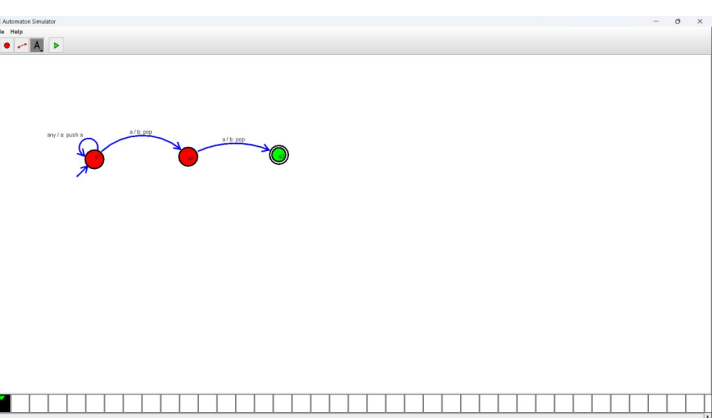 Automaton Simulator
le Help
A
any / a: push a
a / b: pop
a / b: pop